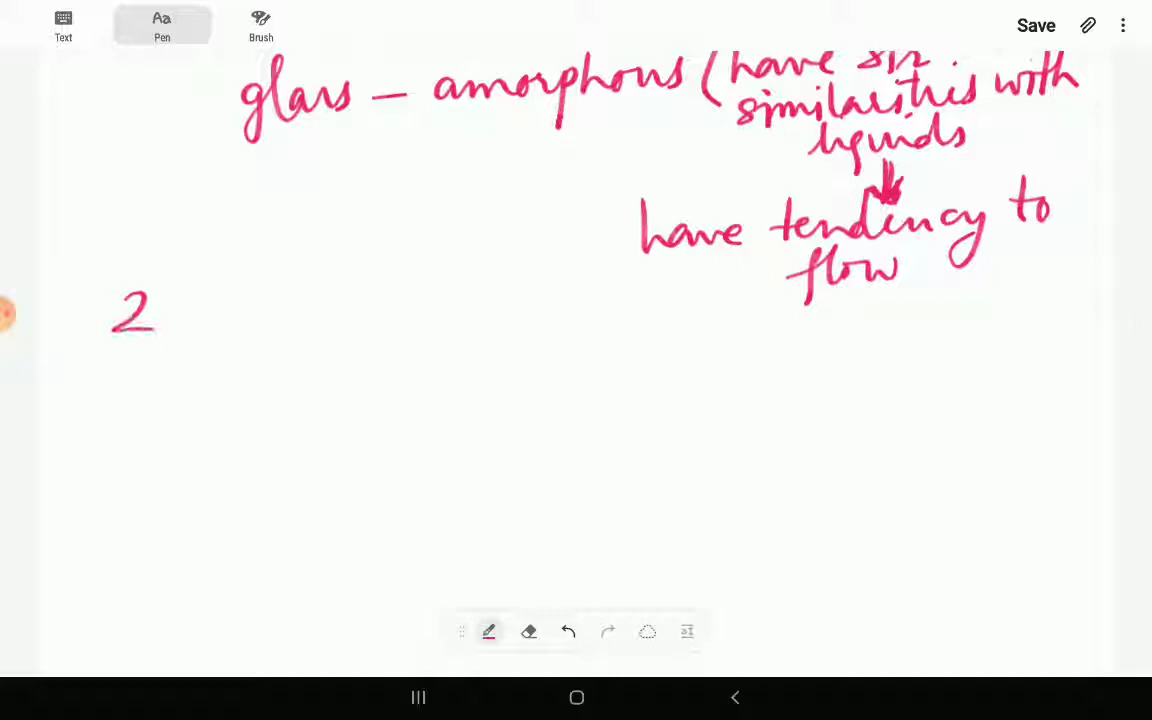 Text
Pen
Brush
Save
glass – amorphous (have
similarities with
liquids
have tendency to
flow
2